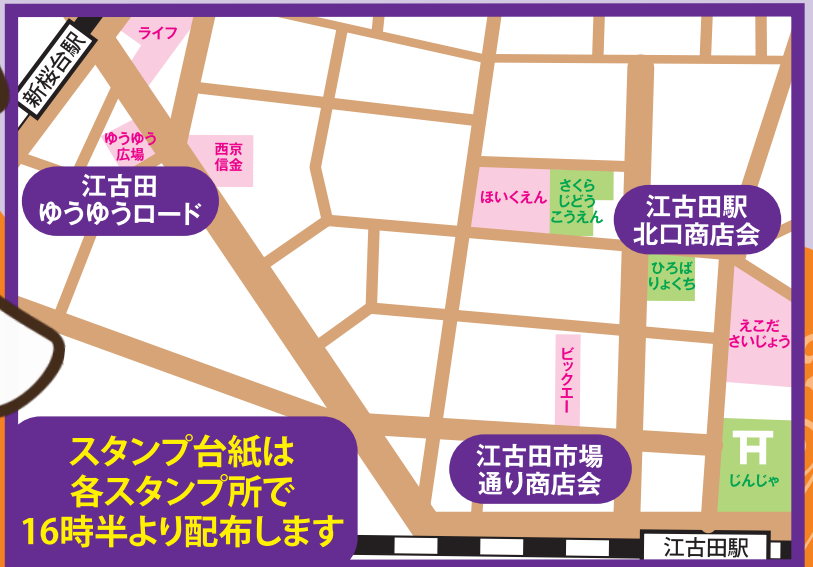 新桜台駅
ライフ
ゆうゆう
広場
西京
信金
江古田
ゆうゆうロード
ほいくえん
さくら
じどう
こうえん
江古田駅
北口商店会
ひろば
りょくち
えこだ
さいじょう
ビックエー
じんじゃ
江古田市場
通り商店会
スタンプ台紙は
各スタンプ所で
16時半より配布します
江古田駅